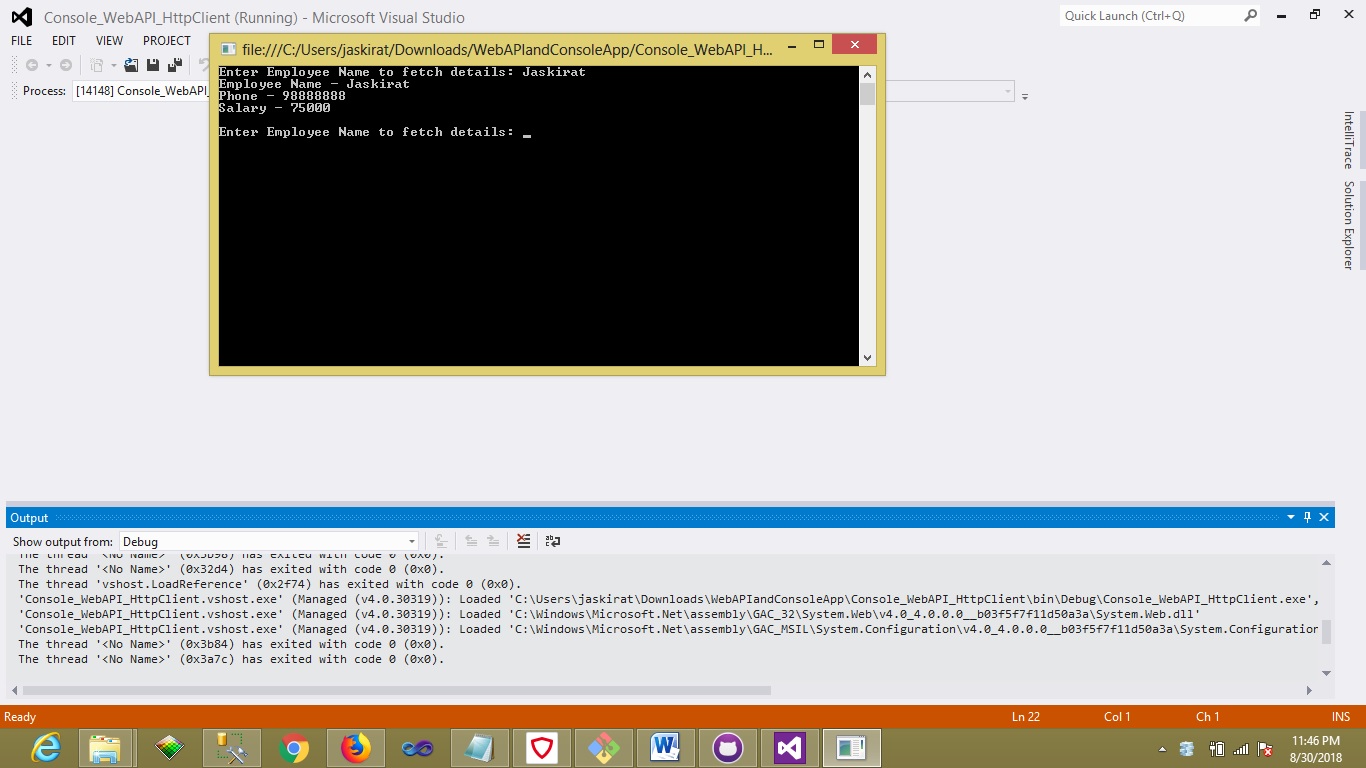 Console_WebAPI_HttpClient (Running) - Microsoft Visual Studio
Quick Launch (Ctrl+Q)
FILE EDIT VIEW PROJECT
Process: [14148] Console_WebAPI_
file:///C:/Users/jaskirat/Downloads/WebAPIandConsoleApp/Console_WebAPI_H...
Enter Employee Name to fetch details: Jaskirat
Employee Name - Jaskirat
Phone - 98888888
Salary - 75000
Enter Employee Name to fetch details: _
IntelliTrace
Solution Explorer
Output
Show output from: Debug
The thread '<No Name>' (0x3b98) has exited with code 0 (0x0).
The thread '<No Name>' (0x32d4) has exited with code 0 (0x0).
The thread 'vshost.LoadReference' (0x2f74) has exited with code 0 (0x0).
'Console_WebAPI_HttpClient.vshost.exe' (Managed (v4.0.30319)): Loaded 'C:\Users\jaskirat\Downloads\WebAPIandConsoleApp\Console_WebAPI_HttpClient\bin\Debug\Console_WebAPI_HttpClient.exe',
'Console_WebAPI_HttpClient.vshost.exe' (Managed (v4.0.30319)): Loaded 'C:\Windows\Microsoft.Net\assembly\GAC_32\System.Web\v4.0_4.0.0.0__b03f5f7f11d50a3a\System.Web.dll'
'Console_WebAPI_HttpClient.vshost.exe' (Managed (v4.0.30319)): Loaded 'C:\Windows\Microsoft.Net\assembly\GAC_MSIL\System.Configuration\v4.0_4.0.0.0__b03f5f7f11d50a3a\System.Configuration
The thread '<No Name>' (0x3b84) has exited with code 0 (0x0).
The thread '<No Name>' (0x3a7c) has exited with code 0 (0x0).
Ready
Ln 22 Col 1 Ch 1 INS
11:46 PM
8/30/2018